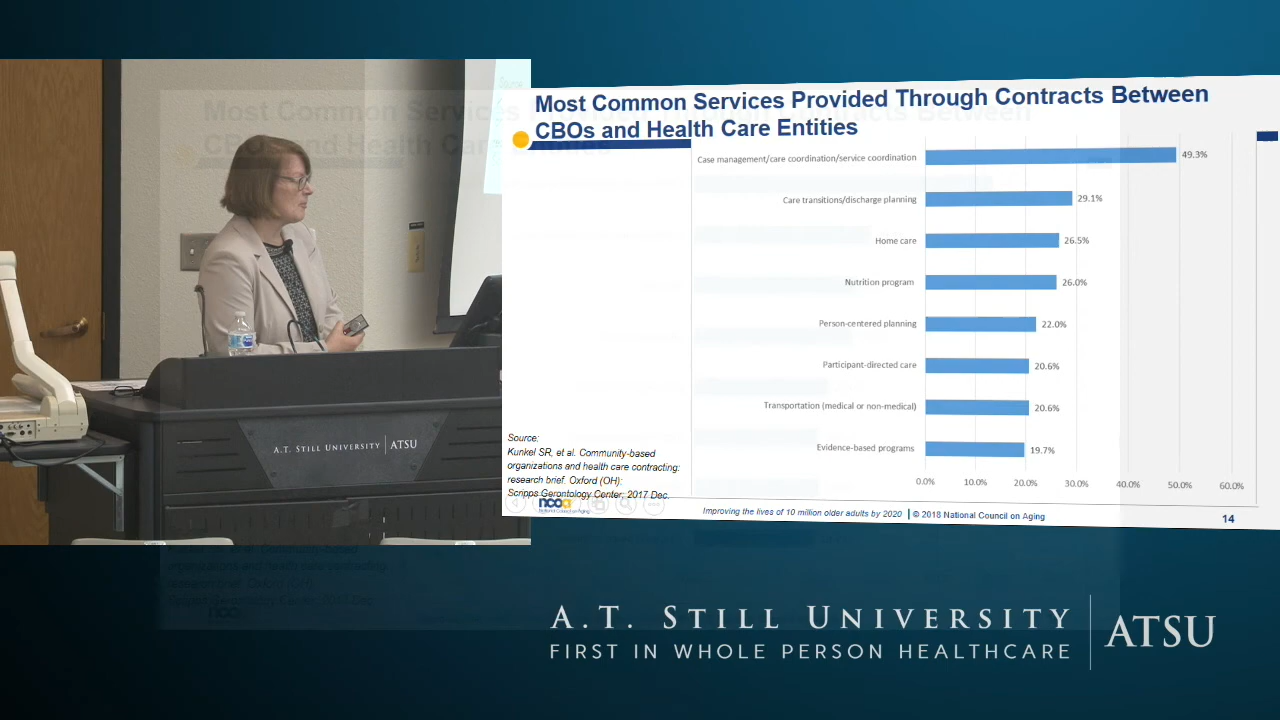 Most Common Services Provided Through Contracts Between
CBOs and Health Care Entities
Case management/care coordination/service coordination
49.3%
Care transitions/discharge planning
29.1%
Home care
26.5%
Nutrition program
26.0%
Person-centered planning
22.0%
Participant-directed care
20.6%
Transportation (medical or non-medical)
20.6%
Evidence-based programs
19.7%
0.0% 10.0% 20.0% 30.0% 40.0% 50.0% 60.0%
Source:
Kunkel SR, et al. Community-based
organizations and health care contracting:
research brief. Oxford (OH):
Scripps Gerontology Center; 2017 Dec.
ncoa
National Council on Aging
Improving the lives of 10 million older adults by 2020 | © 2018 National Council on Aging
14
A.T. STILL UNIVERSITY ATSU
A.T. STILL UNIVERSITY
FIRST IN WHOLE PERSON HEALTHCARE
ATSU